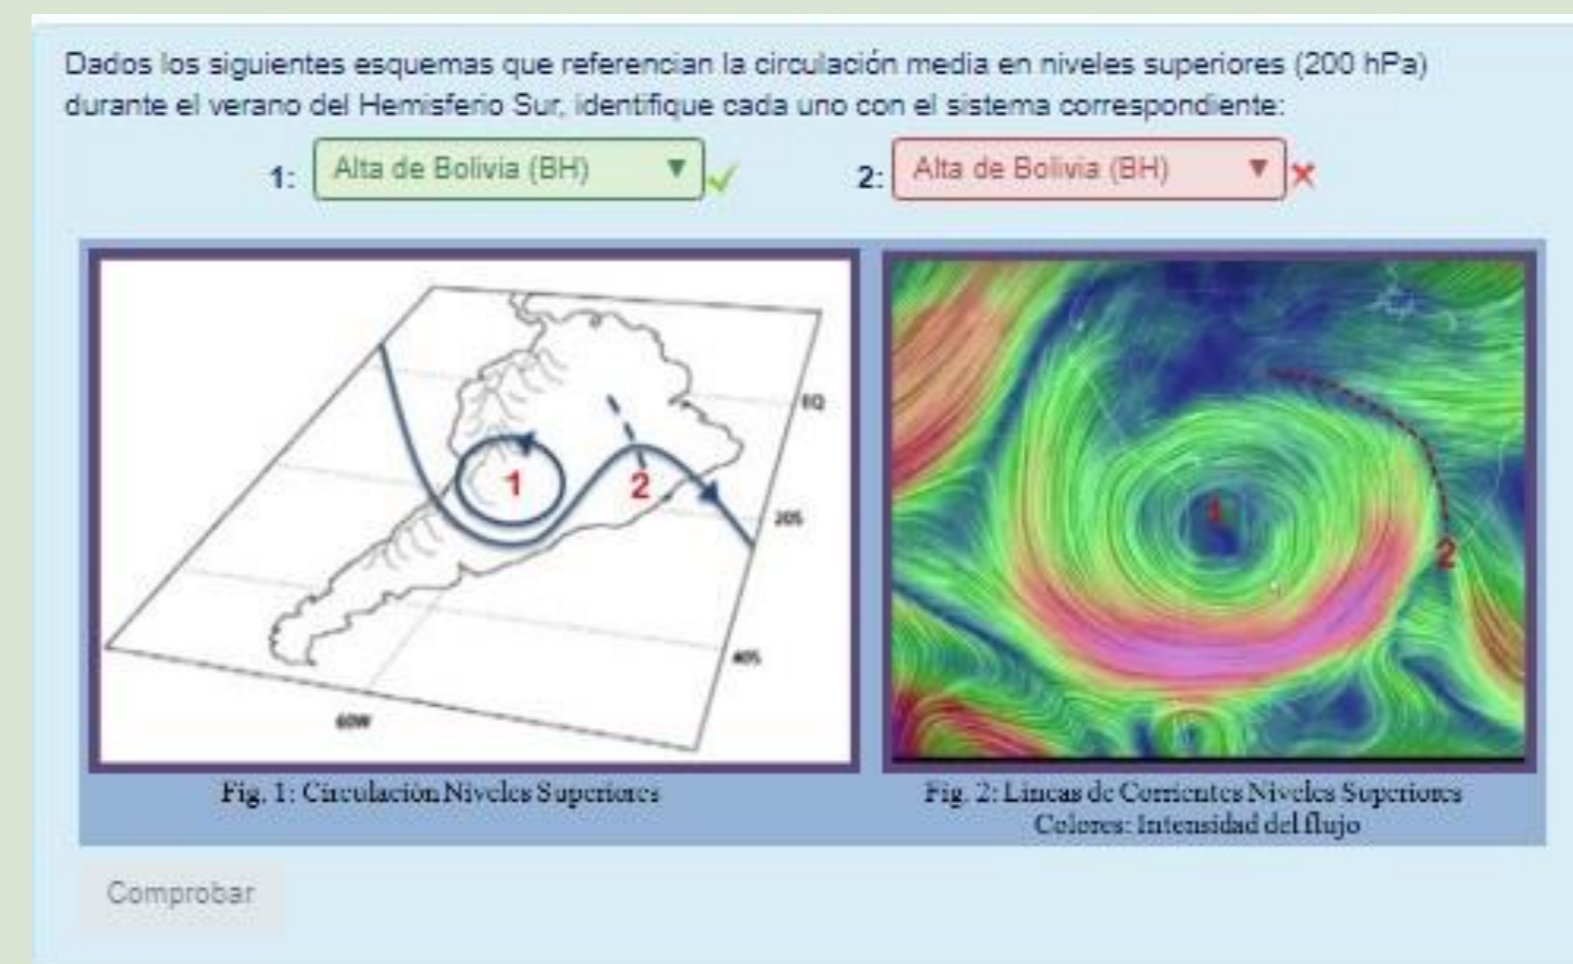 Dados los siguientes esquemas que referencian la circulación media en niveles superiores (200 hPa)
durante el verano del Hemisferio Sur, identifique cada uno con el sistema correspondiente:
1: Alta de Bolivia (BH)
2: Alta de Bolivia (BH)
EQ
1
2
20S
40S
60W
1
2
Fig. 1: Circulación Niveles Superiores
Fig. 2: Lineas de Corrientes Niveles Superiores
Colores: Intensidad del flujo
Comprobar